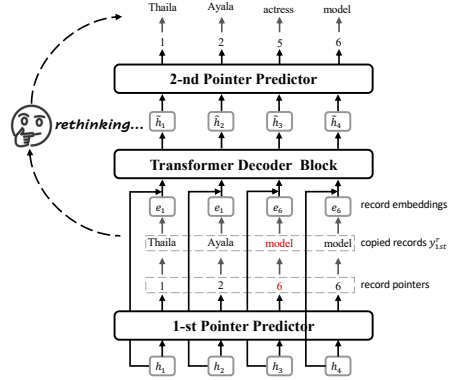 Thaila Ayala actress model
1 2 5 6
2-nd Pointer Predictor
h̃₁ h̃₂ h̃₃ h̃₄
rethinking...
Transformer Decoder Block
e₁ e₁ e₆ e₆ record embeddings
Thaila Ayala model model copied records y^r_{1st}
1 2 6 6 record pointers
1-st Pointer Predictor
h₁ h₂ h₃ h₄